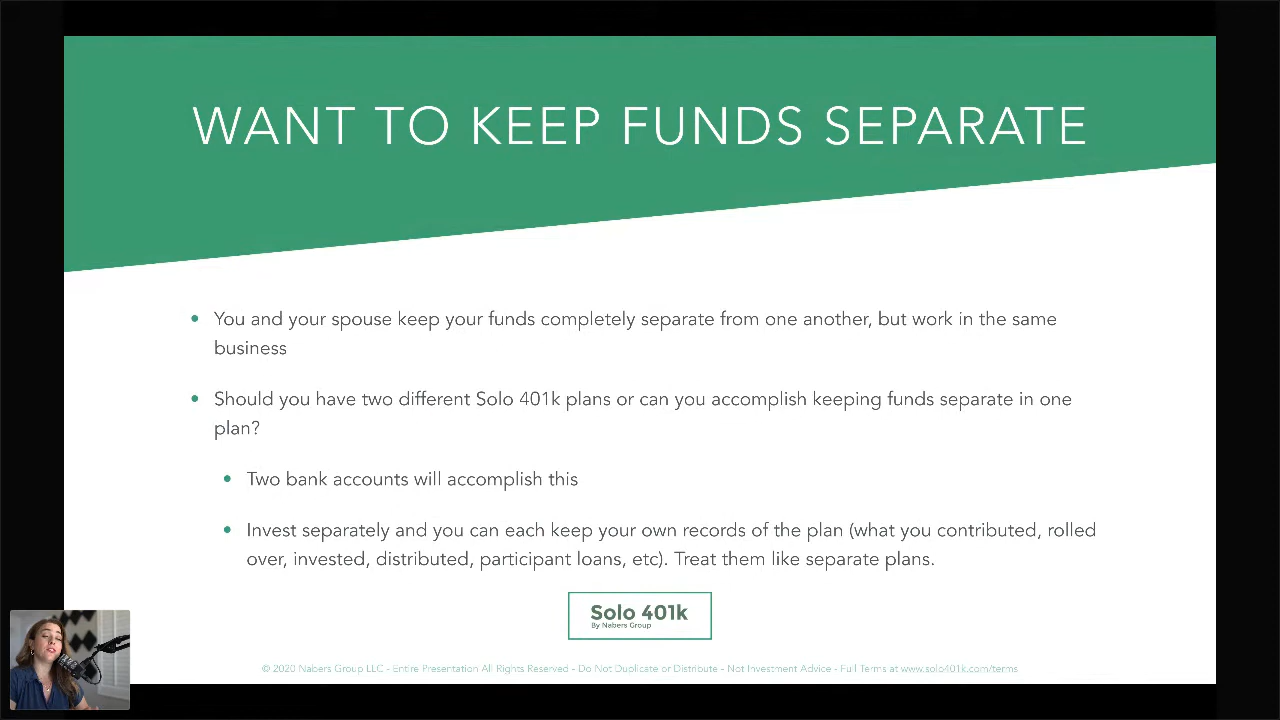 WANT TO KEEP FUNDS SEPARATE
• You and your spouse keep your funds completely separate from one another, but work in the same
business
• Should you have two different Solo 401k plans or can you accomplish keeping funds separate in one
plan?
• Two bank accounts will accomplish this
• Invest separately and you can each keep your own records of the plan (what you contributed, rolled
over, invested, distributed, participant loans, etc). Treat them like separate plans.
Solo 401k
By Nabers Group
© 2020 Nabers Group LLC - Entire Presentation All Rights Reserved - Do Not Duplicate or Distribute - Not Investment Advice - Full Terms at www.solo401k.com/terms